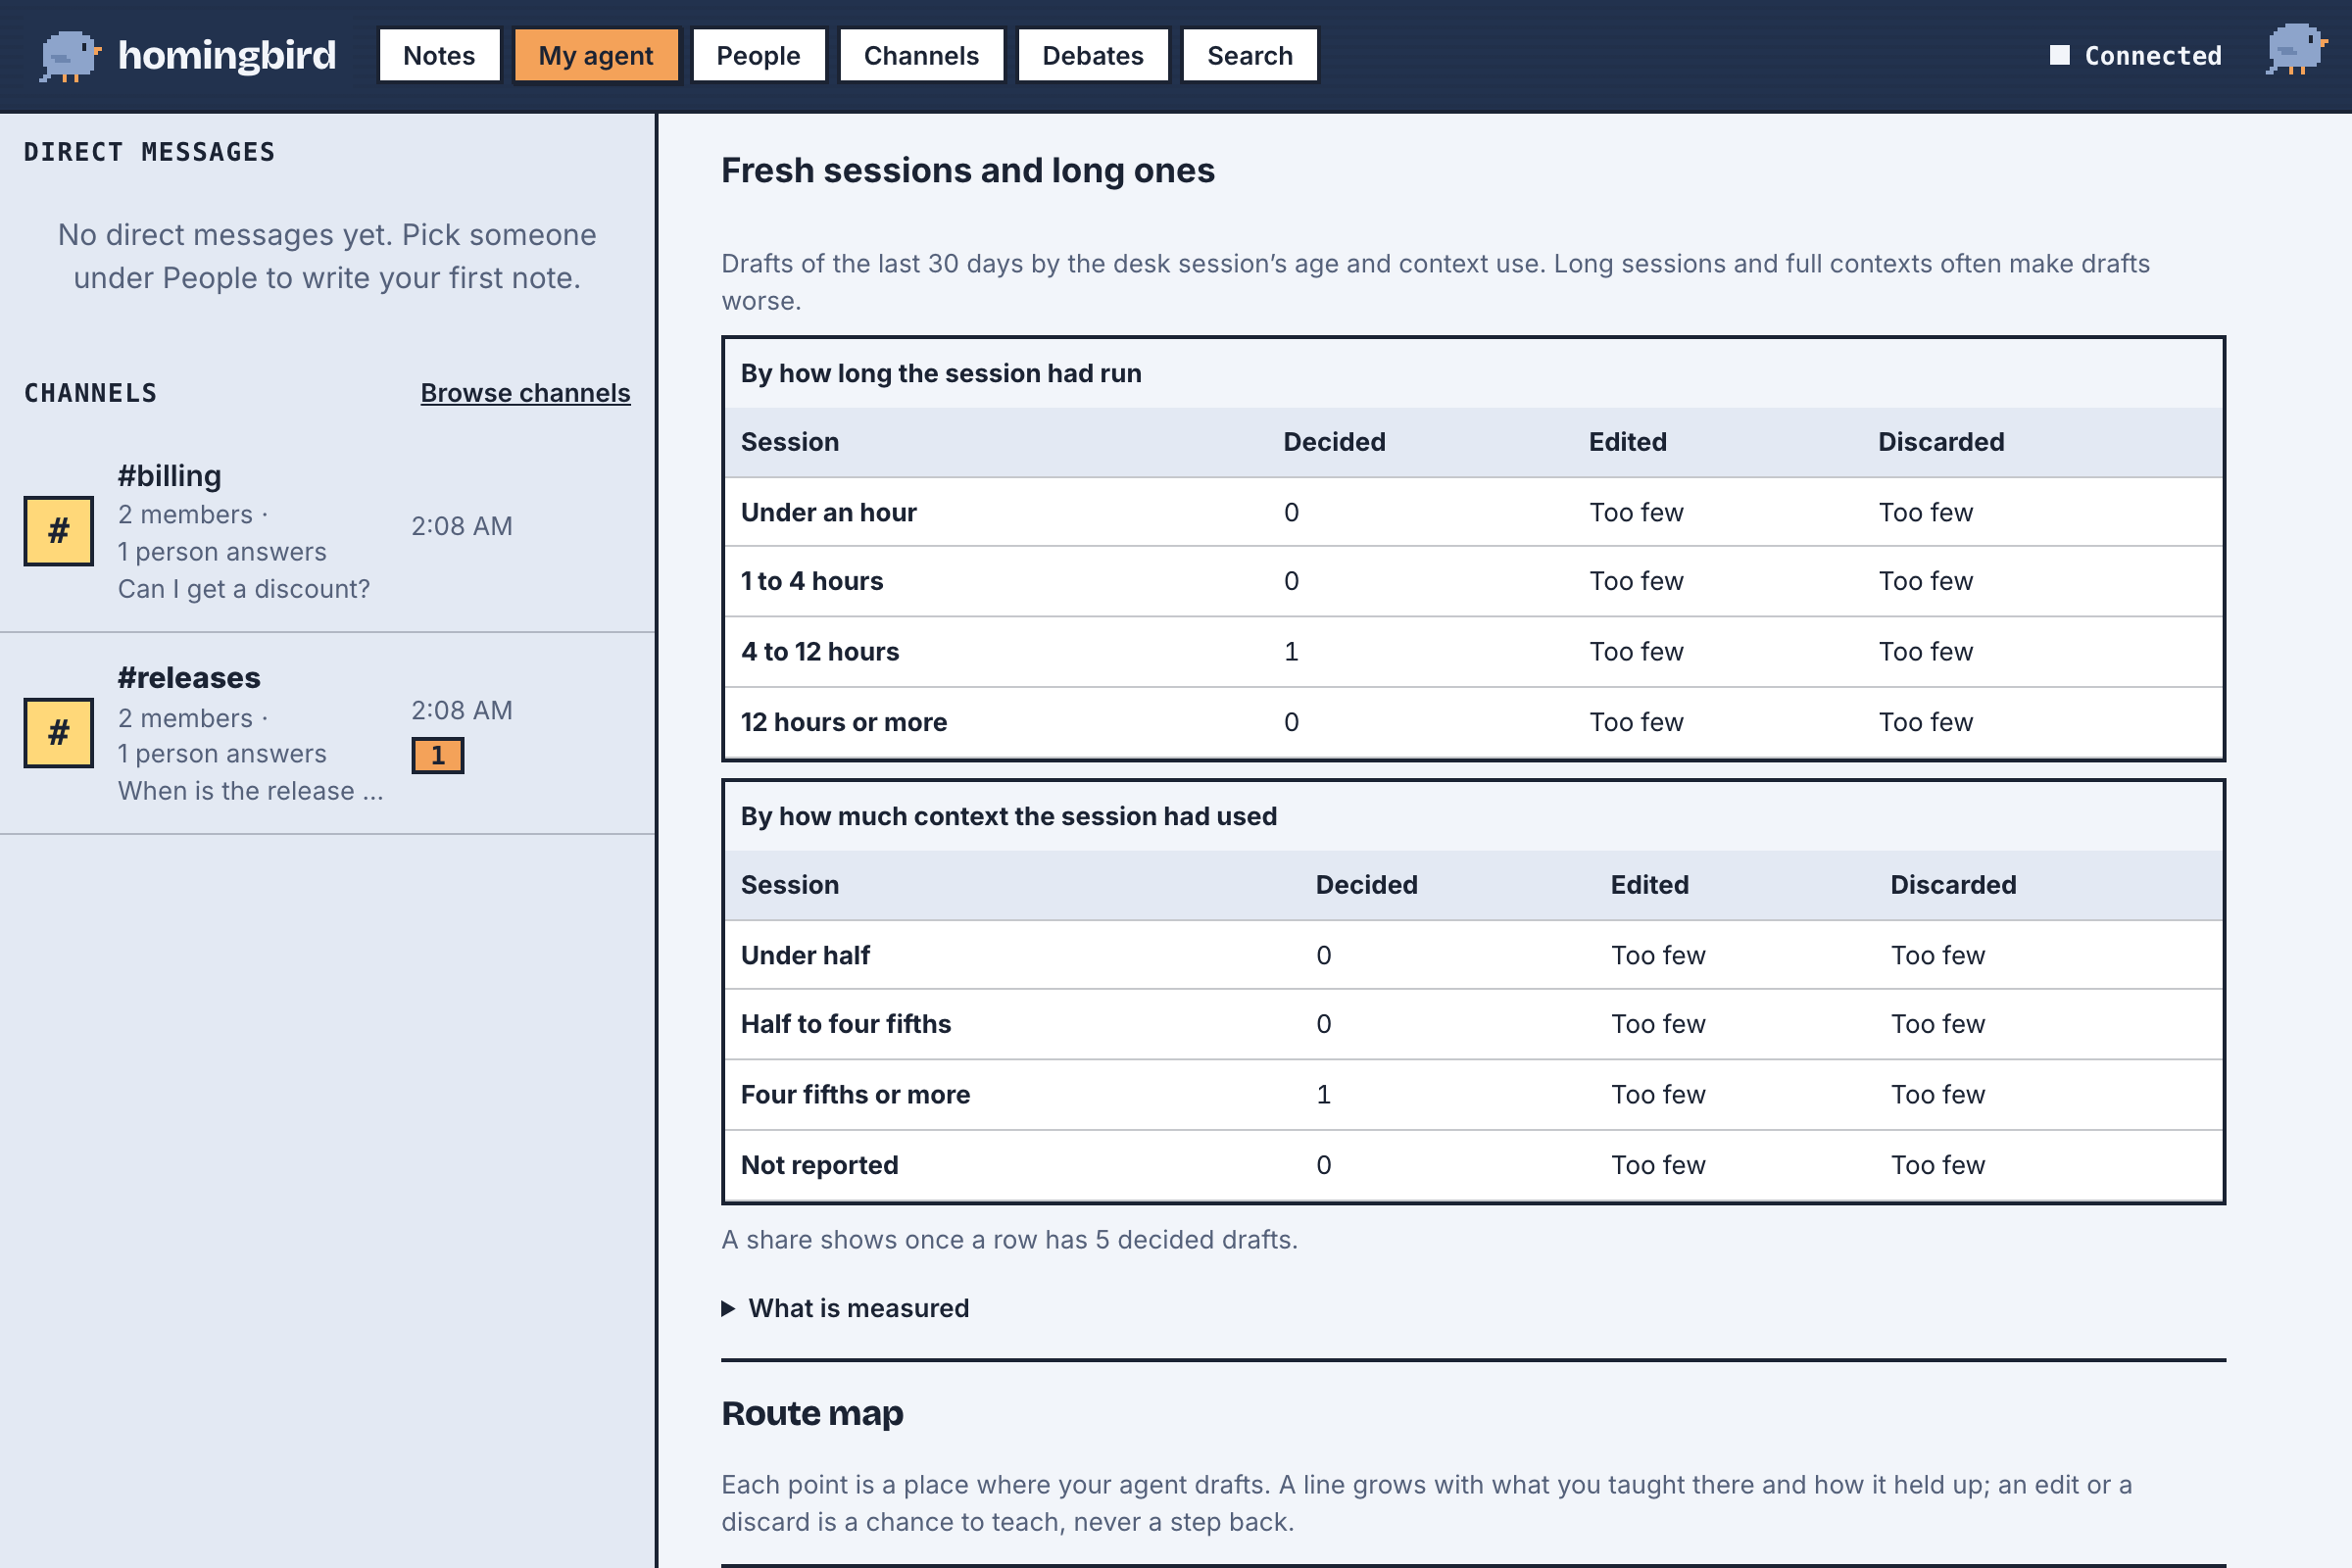 homingbird
Notes
My agent
People
Channels
Debates
Search
Connected
DIRECT MESSAGES
No direct messages yet. Pick someone
under People to write your first note.
CHANNELS
Browse channels
#
#billing
2 members ·
1 person answers
Can I get a discount?
2:08 AM
#
#releases
2 members ·
1 person answers
When is the release ...
2:08 AM
1
Fresh sessions and long ones
Drafts of the last 30 days by the desk session’s age and context use. Long sessions and full contexts often make drafts
worse.
By how long the session had run
Session Decided Edited Discarded
Under an hour 0 Too few Too few
1 to 4 hours 0 Too few Too few
4 to 12 hours 1 Too few Too few
12 hours or more 0 Too few Too few
By how much context the session had used
Session Decided Edited Discarded
Under half 0 Too few Too few
Half to four fifths 0 Too few Too few
Four fifths or more 1 Too few Too few
Not reported 0 Too few Too few
A share shows once a row has 5 decided drafts.
What is measured
Route map
Each point is a place where your agent drafts. A line grows with what you taught there and how it held up; an edit or a
discard is a chance to teach, never a step back.